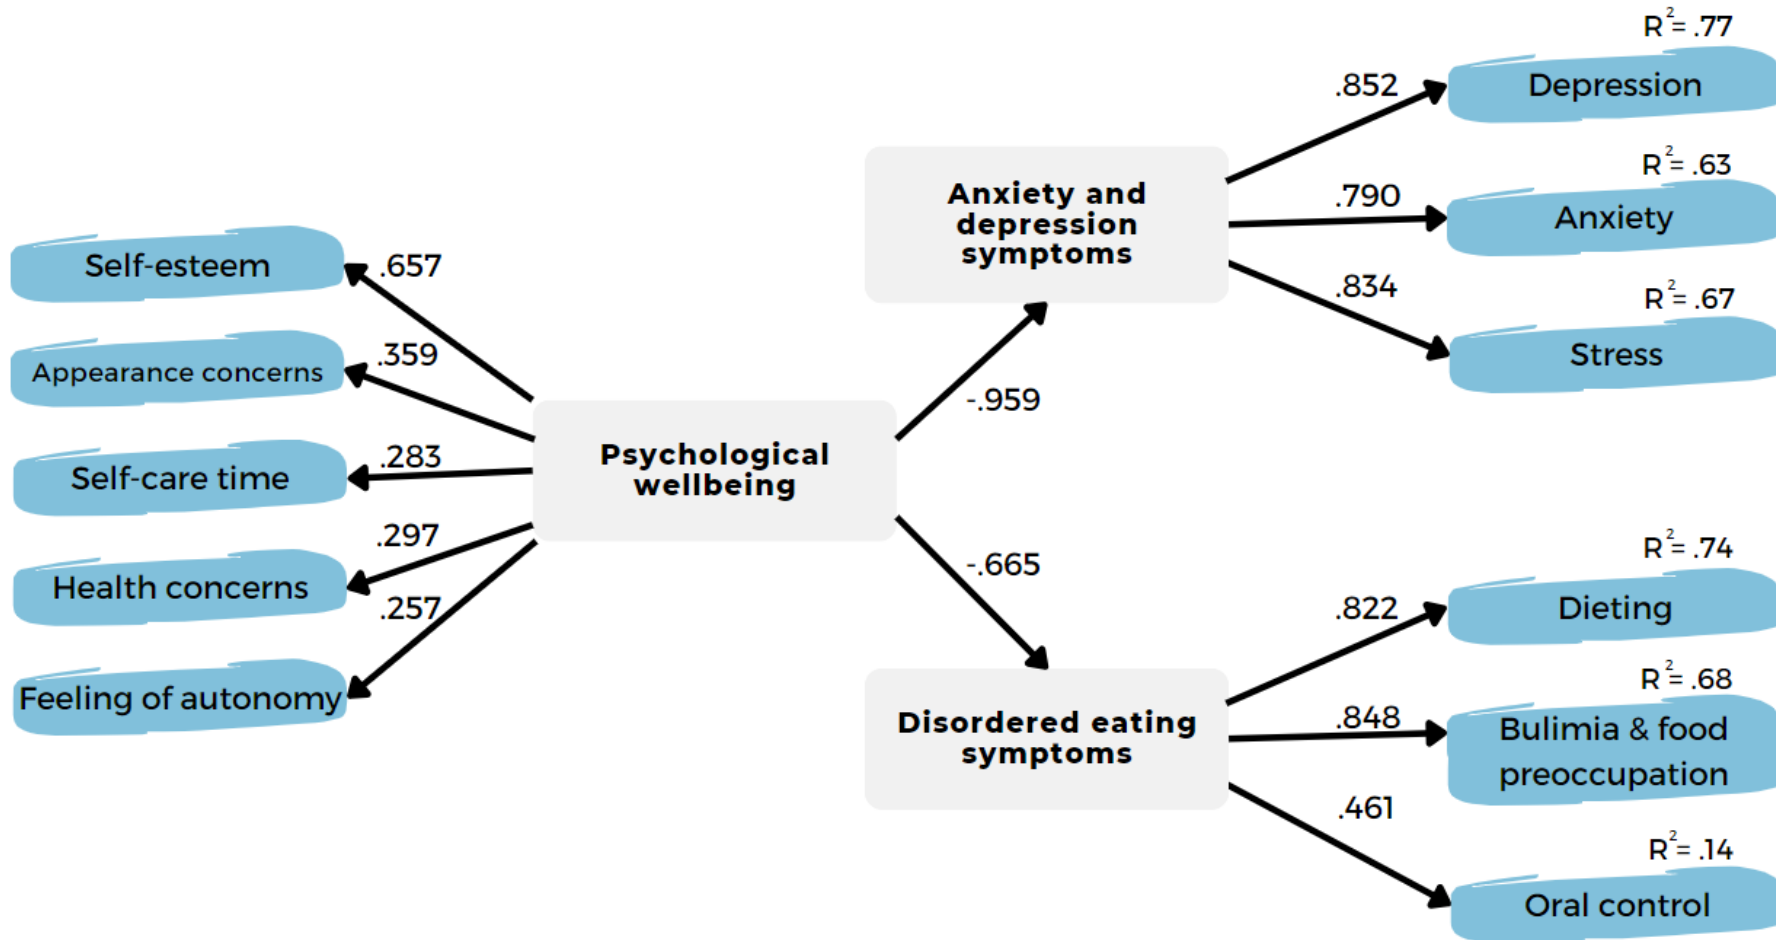 Self-esteem
Appearance concerns
Self-care time
Health concerns
Feeling of autonomy
.657
.359
.283
.297
.257
Psychological
wellbeing
-.959
-.665
Anxiety and
depression
symptoms
.852
.790
.834
R²= .77
Depression
R²= .63
Anxiety
R²= .67
Stress
Disordered eating
symptoms
.822
.848
.461
R²= .74
Dieting
R²= .68
Bulimia & food
preoccupation
R²= .14
Oral control